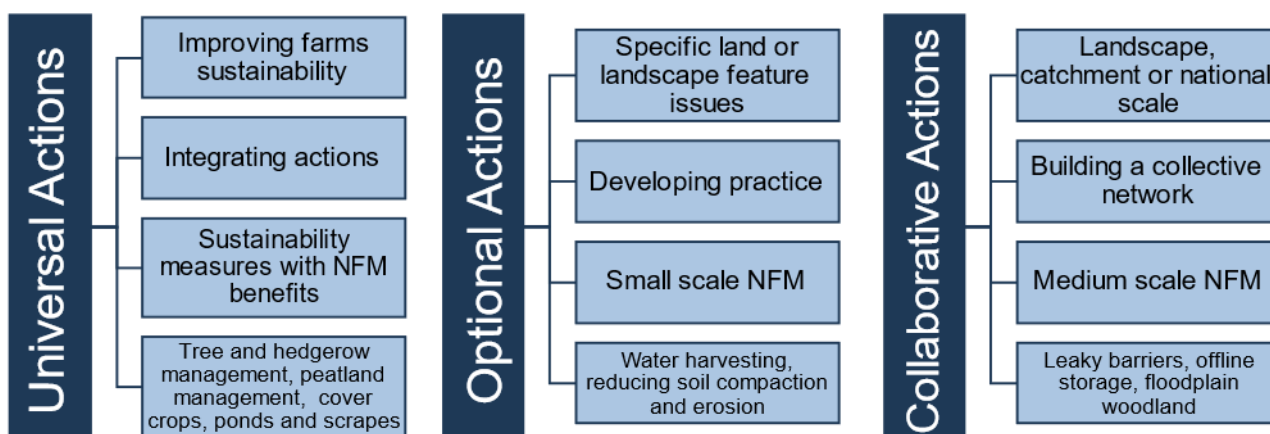 Universal Actions
Improving farms
sustainability
Integrating actions
Sustainability
measures with NFM
benefits
Tree and hedgerow
management, peatland
management, cover
crops, ponds and scrapes
Optional Actions
Specific land or
landscape feature
issues
Developing practice
Small scale NFM
Water harvesting,
reducing soil compaction
and erosion
Collaborative Actions
Landscape,
catchment or national
scale
Building a collective
network
Medium scale NFM
Leaky barriers, offline
storage, floodplain
woodland